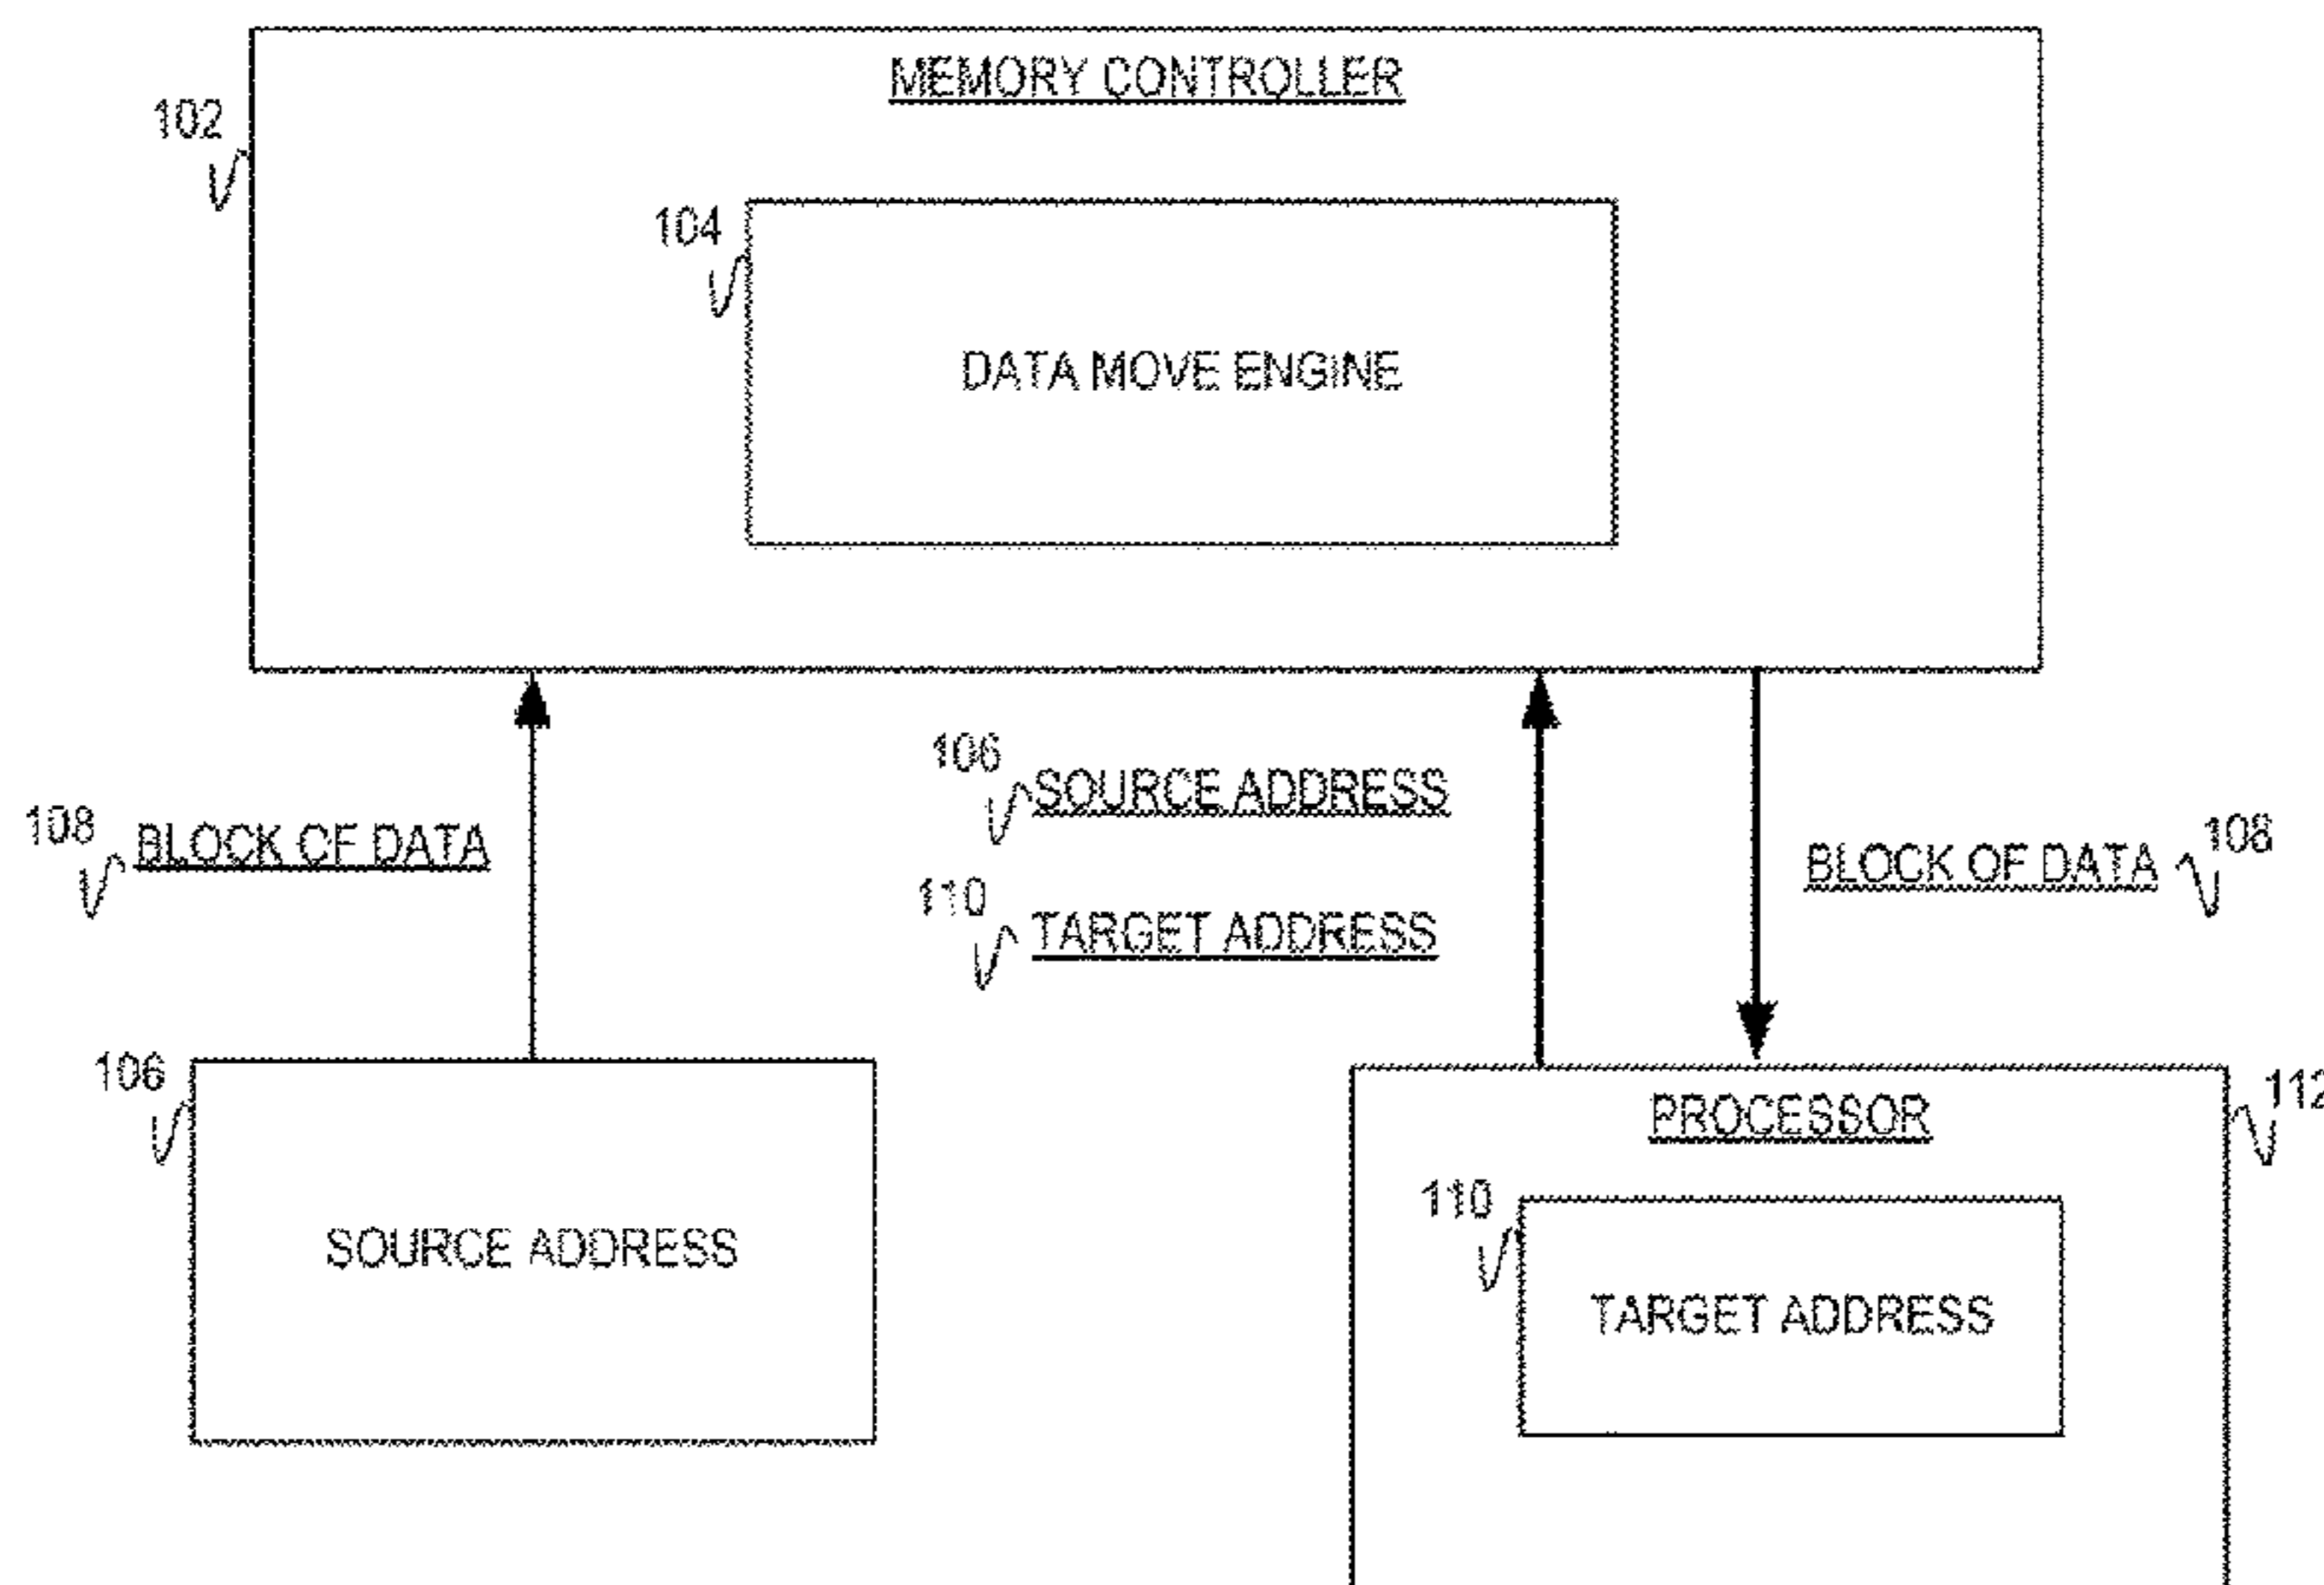 MEMORY CONTROLLER
102
104
DATA MOVE ENGINE
106
SOURCE ADDRESS
108
BLOCK OF DATA
BLOCK OF DATA
108
110
TARGET ADDRESS
106
SOURCE ADDRESS
PROCESSOR
112
110
TARGET ADDRESS